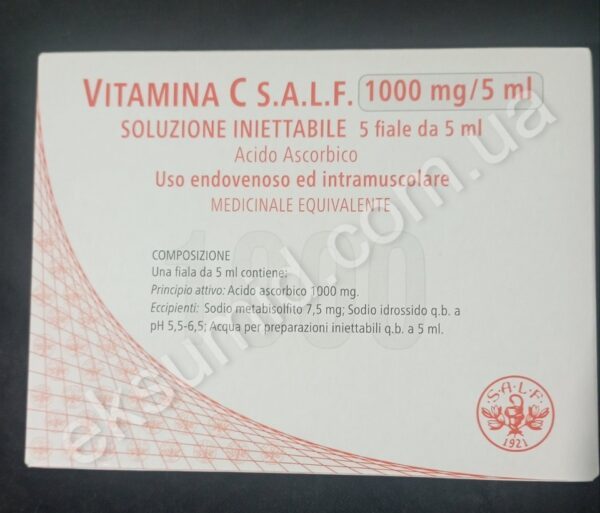 VITAMINA C S.A.L.F. 1000 mg/5 ml
SOLUZIONE INIETTABILE 5 fiale da 5 ml
Acido Ascorbico
Uso endovenoso ed intramuscolare
MEDICINALE EQUIVALENTE
1000
COMPOSIZIONE
Una fiala da 5 ml contiene:
Principio attivo: Acido ascorbico 1000 mg.
Eccipienti: Sodio metabisolfito 7,5 mg; Sodio idrossido q.b. a
pH 5,5-6,5; Acqua per preparazioni iniettabili q.b. a 5 ml.
S.A.L.F.
1921
eksumid.com.ua